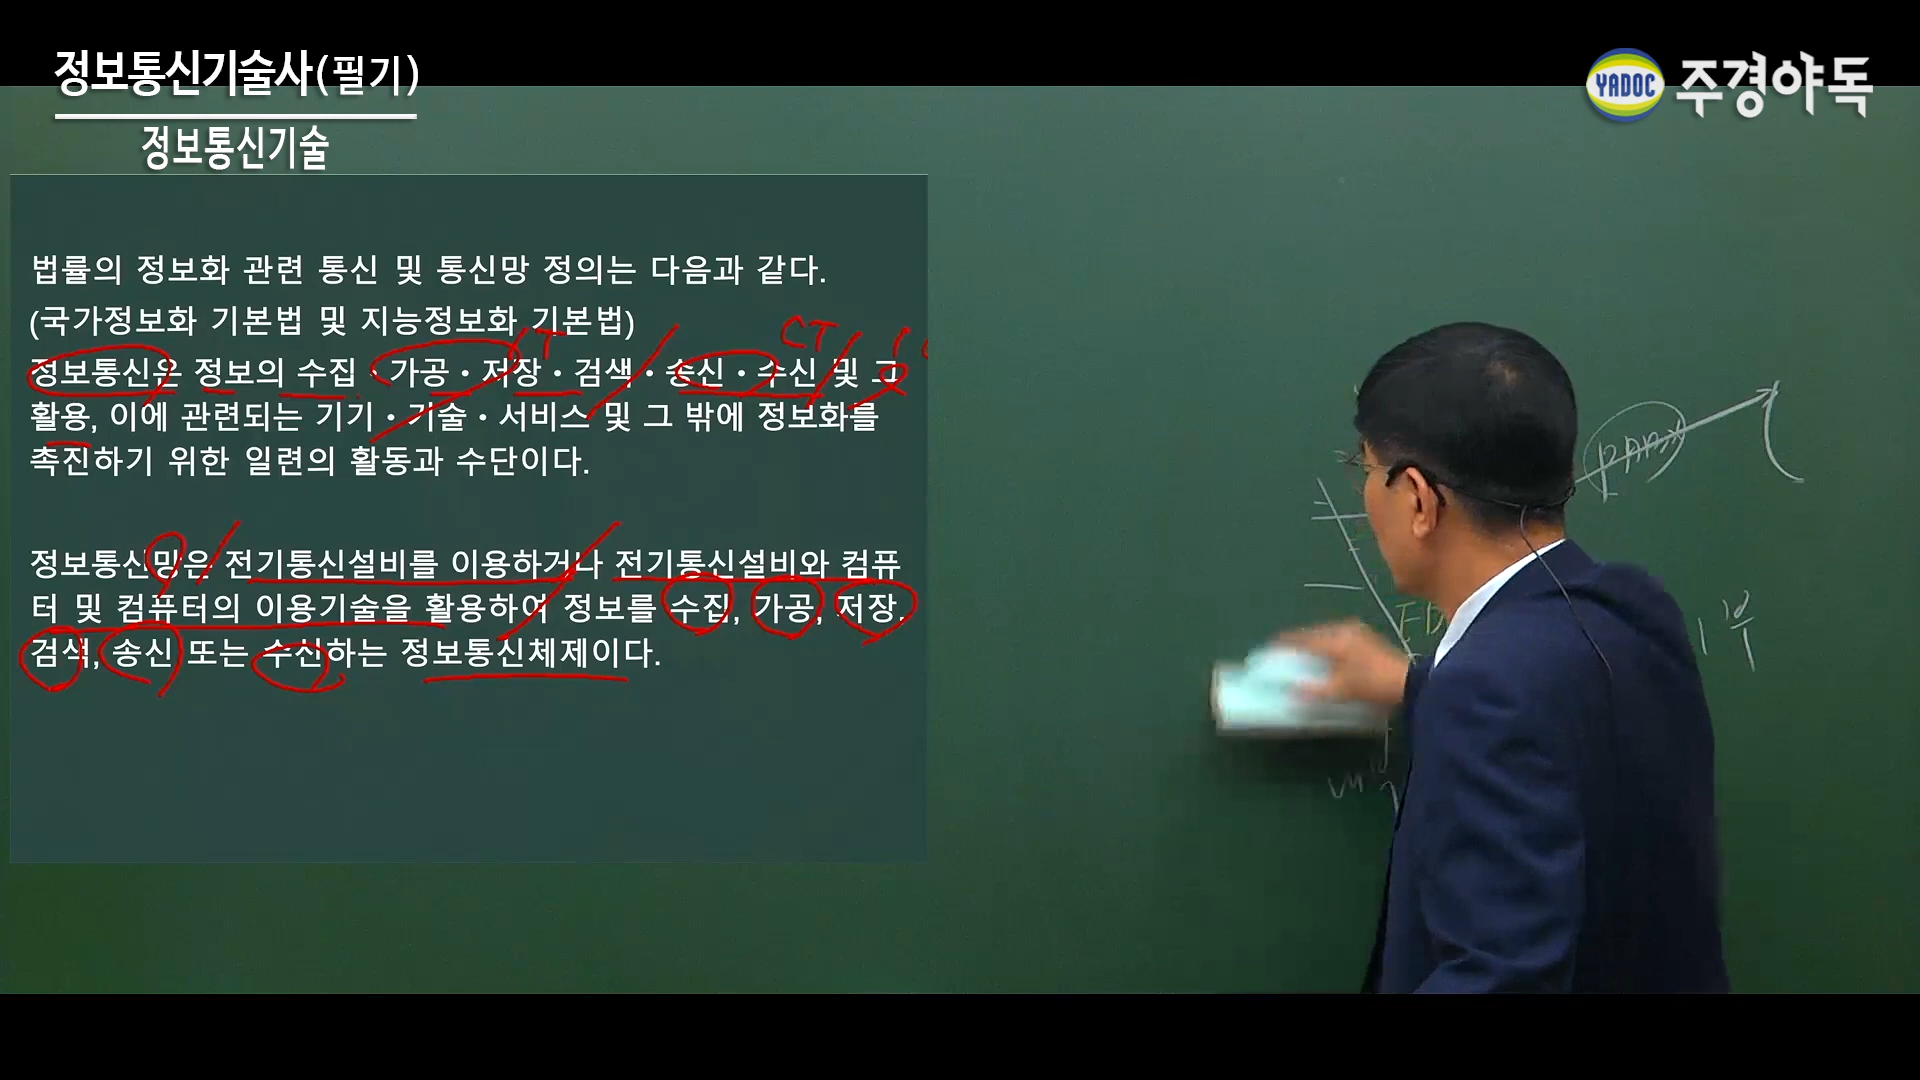 정보통신기술사(필기)
정보통신기술
YADOC 주경야독
법률의 정보화 관련 통신 및 통신망 정의는 다음과 같다.
(국가정보화 기본법 및 지능정보화 기본법)
IT
CT
정보통신은 정보의 수집・가공・저장・검색・송신・수신 및 그
활용, 이에 관련되는 기기・기술・서비스 및 그 밖에 정보화를
촉진하기 위한 일련의 활동과 수단이다.
정보통신망은 전기통신설비를 이용하거나 전기통신설비와 컴퓨
터 및 컴퓨터의 이용기술을 활용하여 정보를 수집, 가공, 저장,
검색, 송신 또는 수신하는 정보통신체제이다.
1부